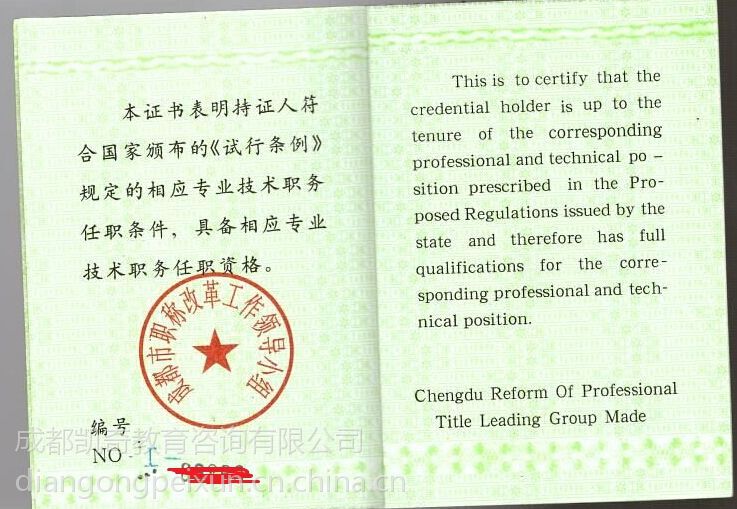 本证书表明持证人符
合国家颁布的《试行条例》
规定的相应专业技术职务
任职条件，具备相应专业
技术职务任职资格。
成都市职称改革工作领导小组
编号
NO
成都凯奇教育咨询有限公司
diangongpeixun.cn.china.cn
This is to certify that the
credential holder is up to the
tenure of the corresponding
professional and technical po –
sition prescribed in the Pro-
posed Regulations issued by the
state and therefore has full
qualifications for the corre-
sponding professional and tech-
nical position.
Chengdu Reform Of Professional
Title Leading Group Made